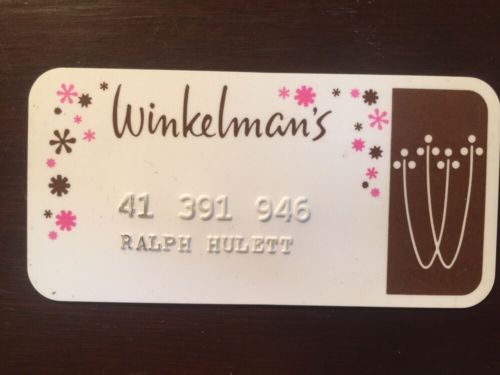 Winkelman's
41 391 946
RALPH HULETT